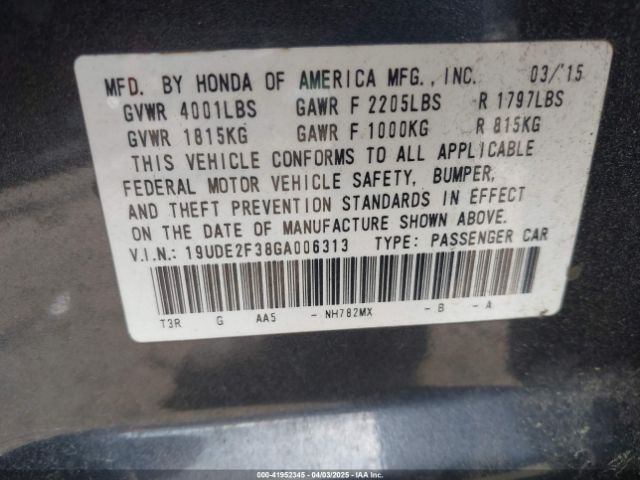 MFD. BY HONDA OF AMERICA MFG., INC. 03/'15
GVWR 4001LBS GAWR F 2205LBS R 1797LBS
GVWR 1815KG GAWR F 1000KG R 815KG
THIS VEHICLE CONFORMS TO ALL APPLICABLE
FEDERAL MOTOR VEHICLE SAFETY, BUMPER,
AND THEFT PREVENTION STANDARDS IN EFFECT
ON THE DATE OF MANUFACTURE SHOWN ABOVE.
V.I.N.: 19UDE2F38GA006313 TYPE: PASSENGER CAR
T3R G AA5 - NH782MX - B - A
000-41952345 - 04/03/2025 - IAAI.CA